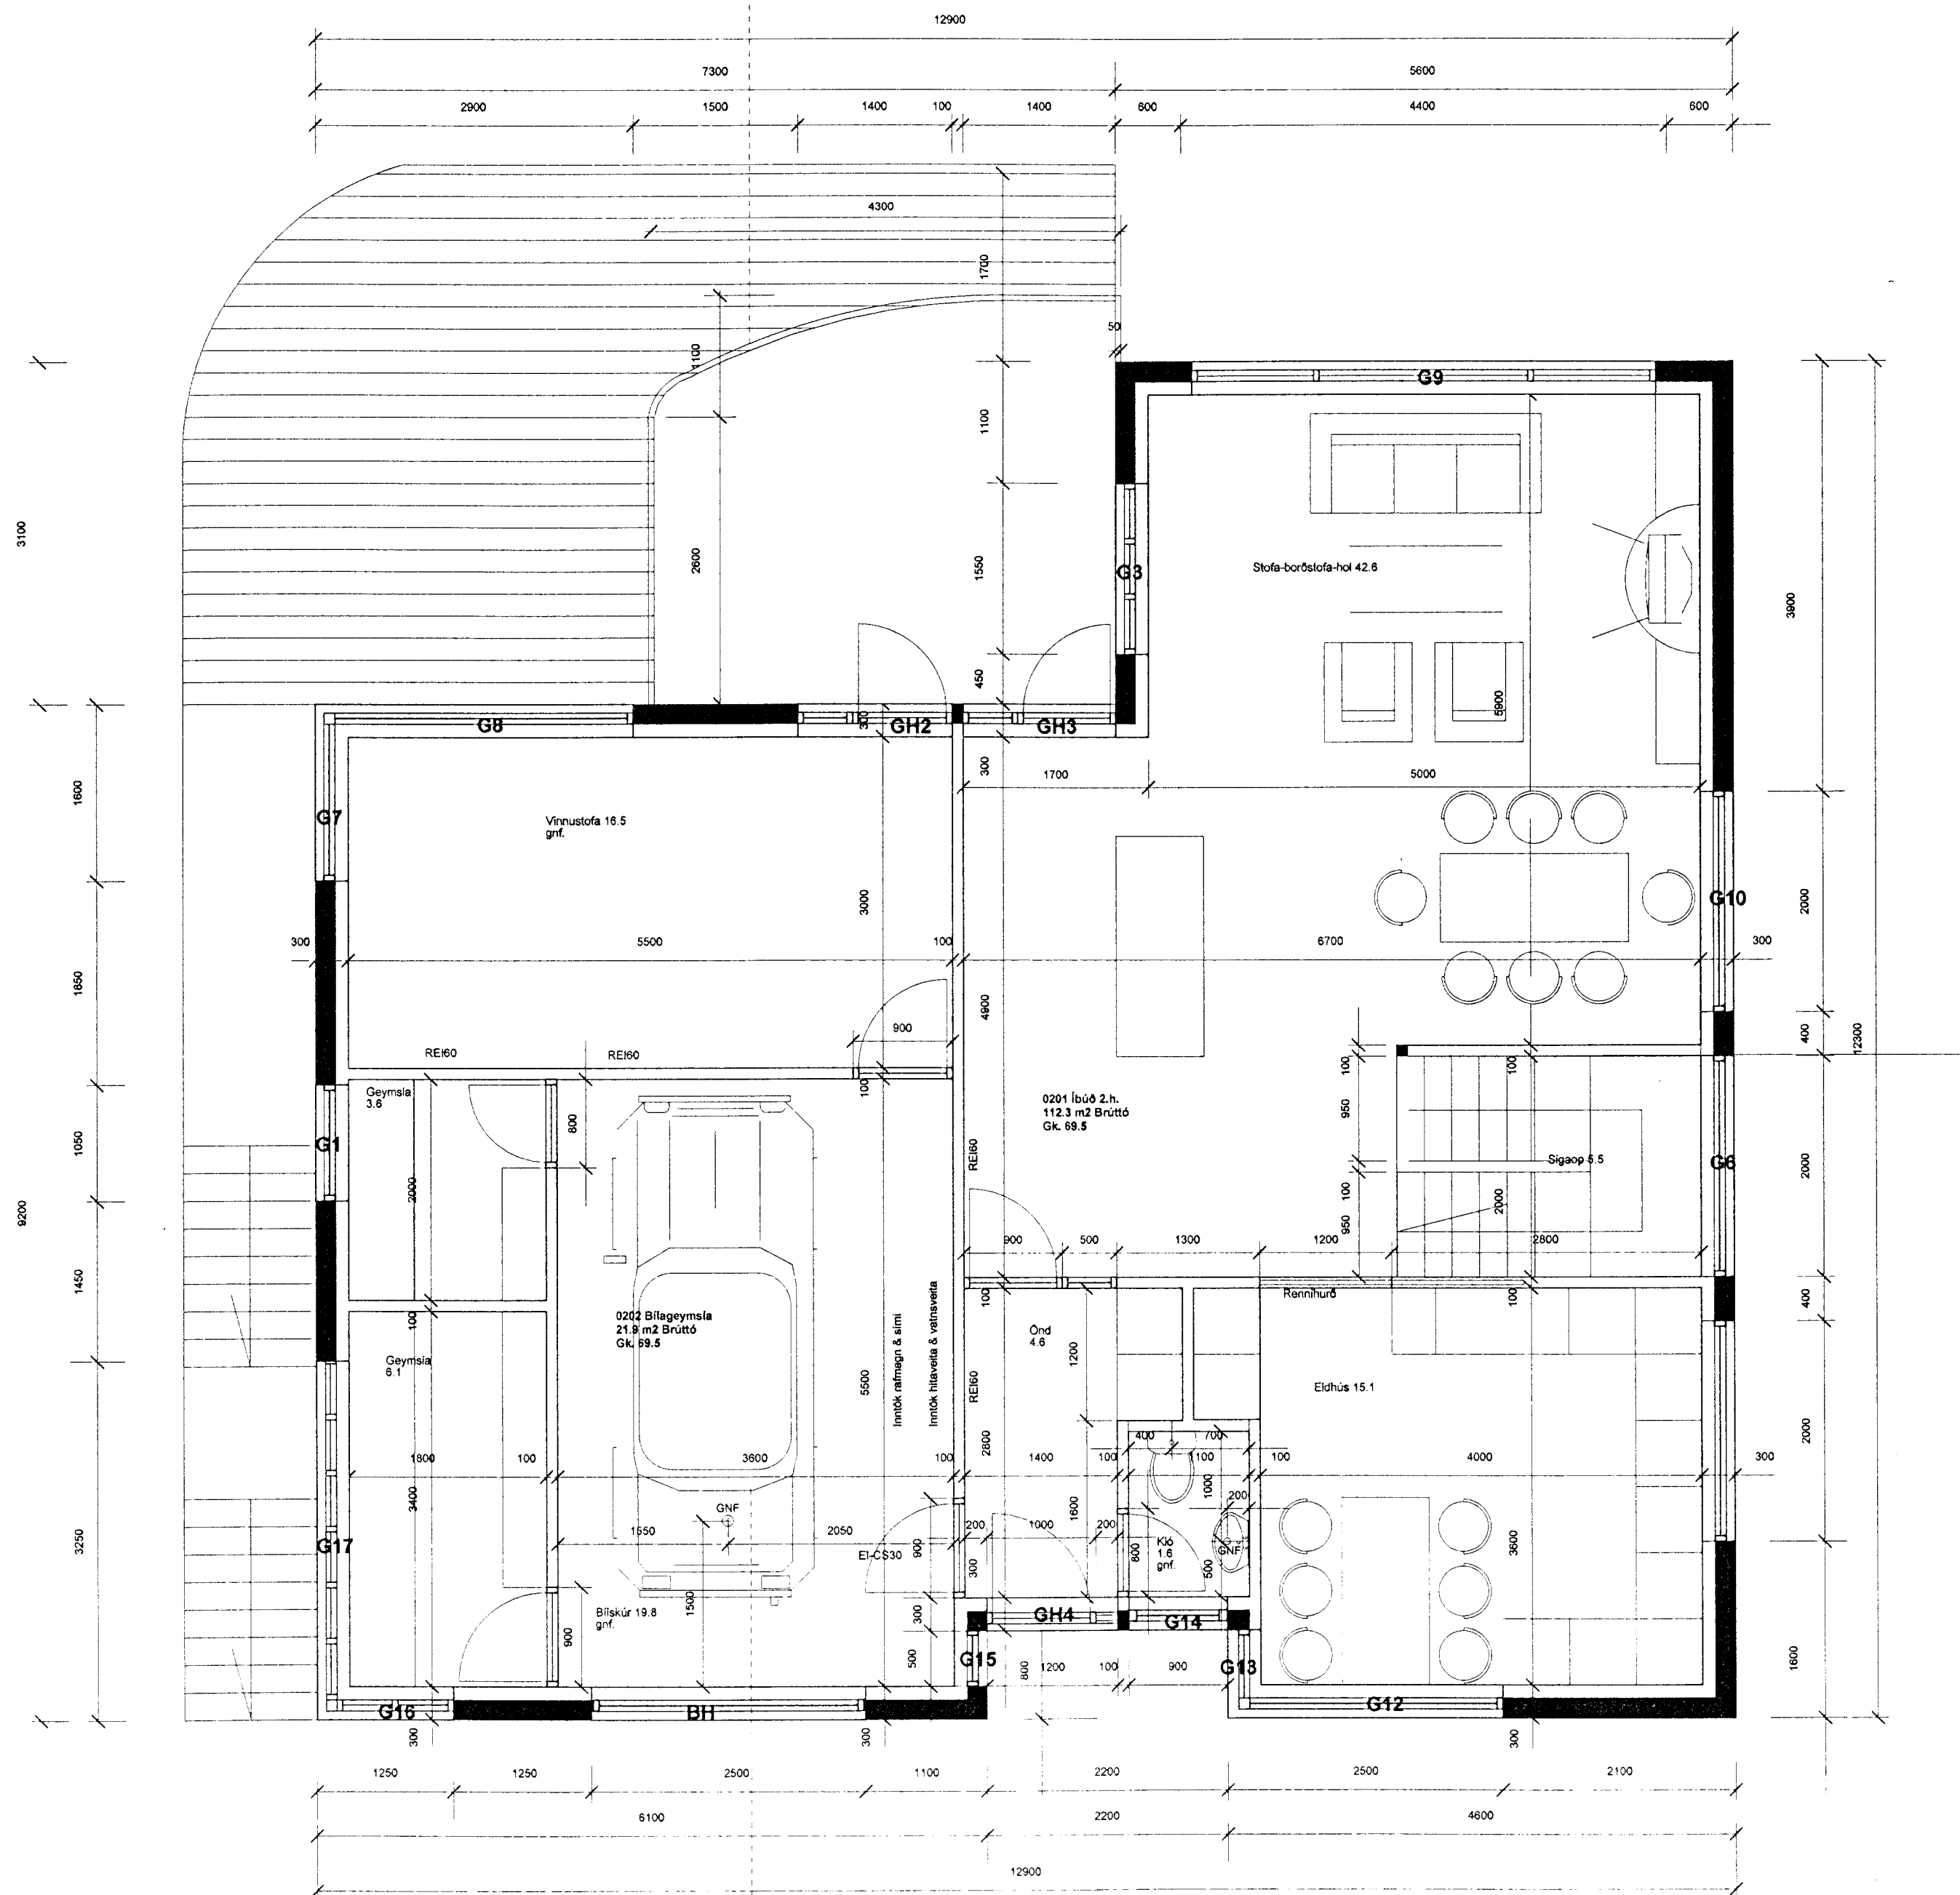 12900
7300
5600
2900
1500
1400
100
1400
600
4400
600
4300
1700
50
1100
G9
1100
3100
2600
1550
G3
Stofa-borðstofa-hol 42.6
3900
450
5900
G8
300
GH2
GH3
300
1700
5000
1600
G7
Vinnustofa 16.5
gnf.
3000
G10
2000
300
5500
100
6700
300
1850
4900
900
400
12300
REI60
REI60
100
100
100
Geymsla
3.6
0201 Íbúð 2.h.
112.3 m2 Brúttó
Gk. 69.5
950
800
1050
G1
REI60
Sigaop 5.5
G6
2000
2000
100
2000
9200
950
900
500
1300
1200
2800
1450
100
Rennihurð
100
400
100
0202 Bílageymsla
21.9 m2 Brúttó
Gk. 69.5
Inntök rafmagn & sími
Inntök hitaveita & vatnsveita
Önd
4.6
1200
Geymsla
6.1
5500
REI60
Eldhús 15.1
2000
400
700
2800
1800
100
3600
100
1400
100
100
100
4000
300
3400
1000
GNF
200
1600
1550
2050
200
1000
200
3250
G17
EI-CS30
900
300
800
Kló
1.6
gnf.
GNF
500
3600
1500
Bílskúr 19.8
gnf.
900
300
GH4
G14
500
G15
800
1200
100
900
G13
1600
G16
BH
G12
300
300
300
1250
1250
2500
1100
2200
2500
2100
6100
2200
4600
12900